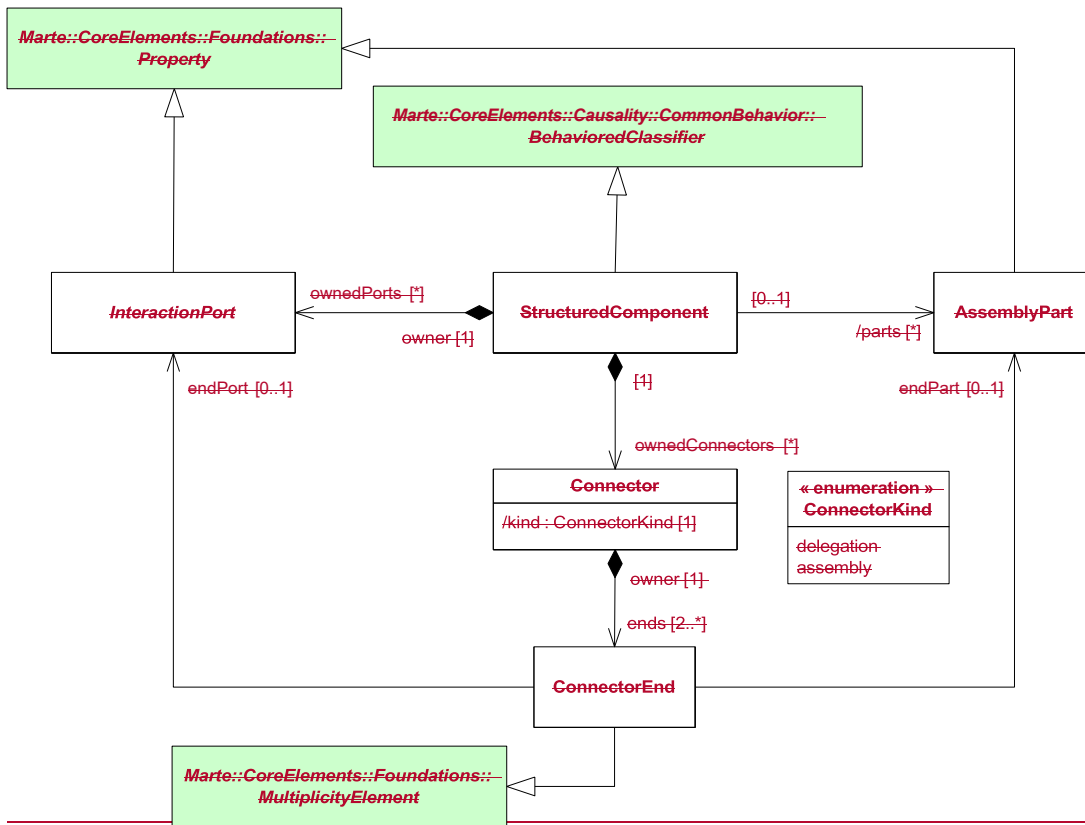 Marte::CoreElements::Foundations::
Property
Marte::CoreElements::Causality::CommonBehavior::
BehavioredClassifier
InteractionPort
ownedPorts [*]
owner [1]
StructuredComponent
[0..1]
/parts [*]
AssemblyPart
endPort [0..1]
[1]
endPart [0..1]
ownedConnectors [*]
Connector
/kind : ConnectorKind [1]
« enumeration »
ConnectorKind
delegation
assembly
owner [1]
ends [2..*]
ConnectorEnd
Marte::CoreElements::Foundations::
MultiplicityElement